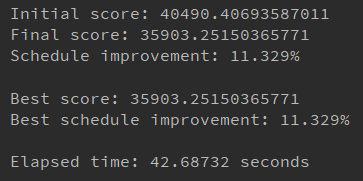 Initial score: 40490.40693587011
Final score: 35903.25150365771
Schedule improvement: 11.329%
Best score: 35903.25150365771
Best schedule improvement: 11.329%
Elapsed time: 42.68732 seconds